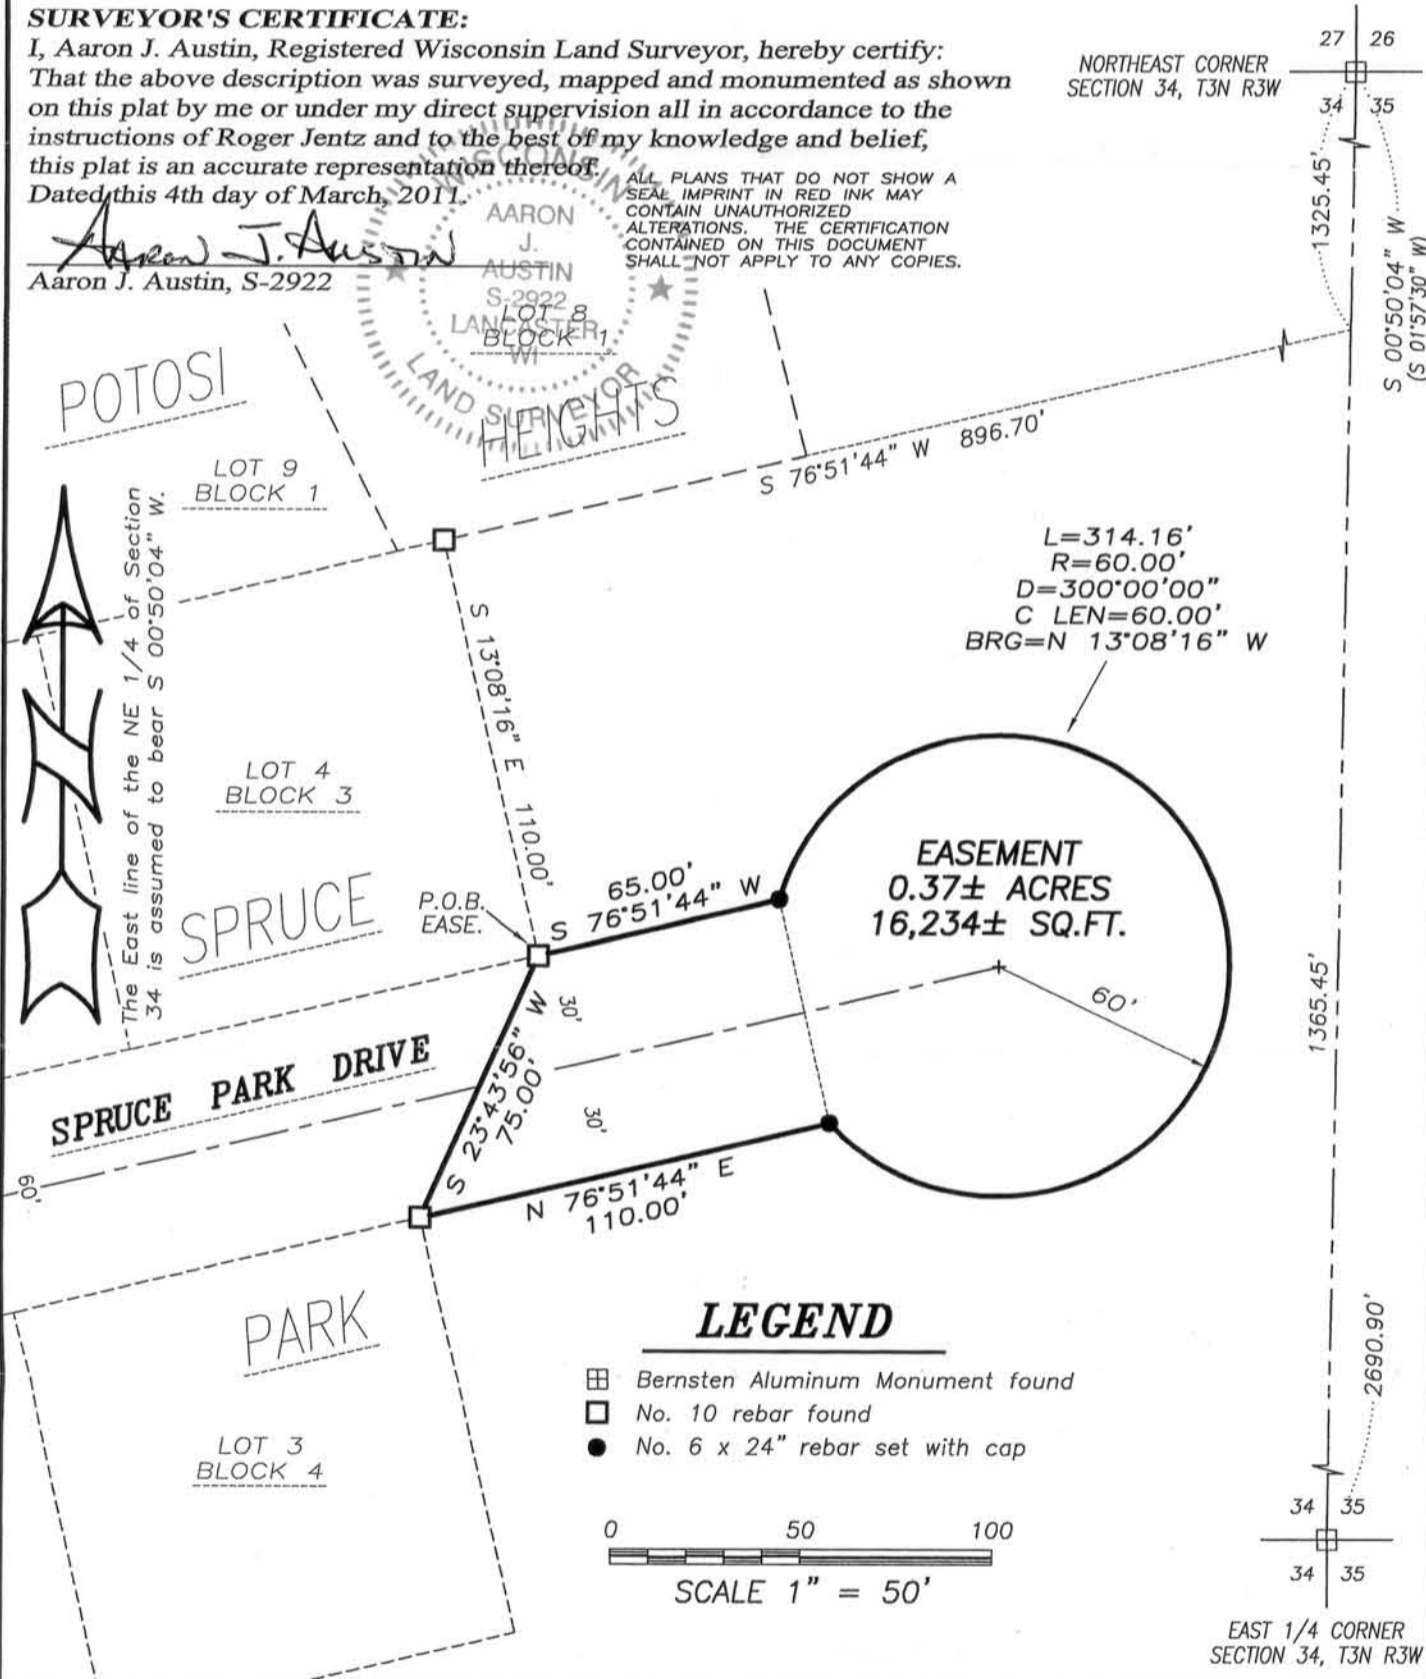 SURVEYOR'S CERTIFICATE:
I, Aaron J. Austin, Registered Wisconsin Land Surveyor, hereby certify:
That the above description was surveyed, mapped and monumented as shown
on this plat by me or under my direct supervision all in accordance to the
instructions of Roger Jentz and to the best of my knowledge and belief,
this plat is an accurate representation thereof.
Dated this 4th day of March, 2011.
Aaron J. Austin
Aaron J. Austin, S-2922
WISCONSIN
AARON
J.
AUSTIN
S-2922
LANCASTER,
WI
LAND SURVEYOR
ALL PLANS THAT DO NOT SHOW A
SEAL IMPRINT IN RED INK MAY
CONTAIN UNAUTHORIZED
ALTERATIONS. THE CERTIFICATION
CONTAINED ON THIS DOCUMENT
SHALL NOT APPLY TO ANY COPIES.
NORTHEAST CORNER
SECTION 34, T3N R3W
27 26
34 35
1325.45'
S 00°50'04" W
(S 01°57'30" W)
LOT 8
BLOCK 1
POTOSI
HEIGHTS
LOT 9
BLOCK 1
S 76°51'44" W 896.70'
The East line of the NE 1/4 of Section
34 is assumed to bear S 00°50'04" W.
N
S 13°08'16" E 110.00'
L=314.16'
R=60.00'
D=300°00'00"
C LEN=60.00'
BRG=N 13°08'16" W
LOT 4
BLOCK 3
SPRUCE
P.O.B.
EASE.
65.00'
S 76°51'44" W
EASEMENT
0.37± ACRES
16,234± SQ.FT.
60'
1365.45'
SPRUCE PARK DRIVE
S 23°43'56" W
75.00'
30'
30'
60'
N 76°51'44" E
110.00'
PARK
LOT 3
BLOCK 4
LEGEND
Bernsten Aluminum Monument found
No. 10 rebar found
No. 6 x 24" rebar set with cap
0 50 100
SCALE 1" = 50'
2690.90'
34 35
34 35
EAST 1/4 CORNER
SECTION 34, T3N R3W